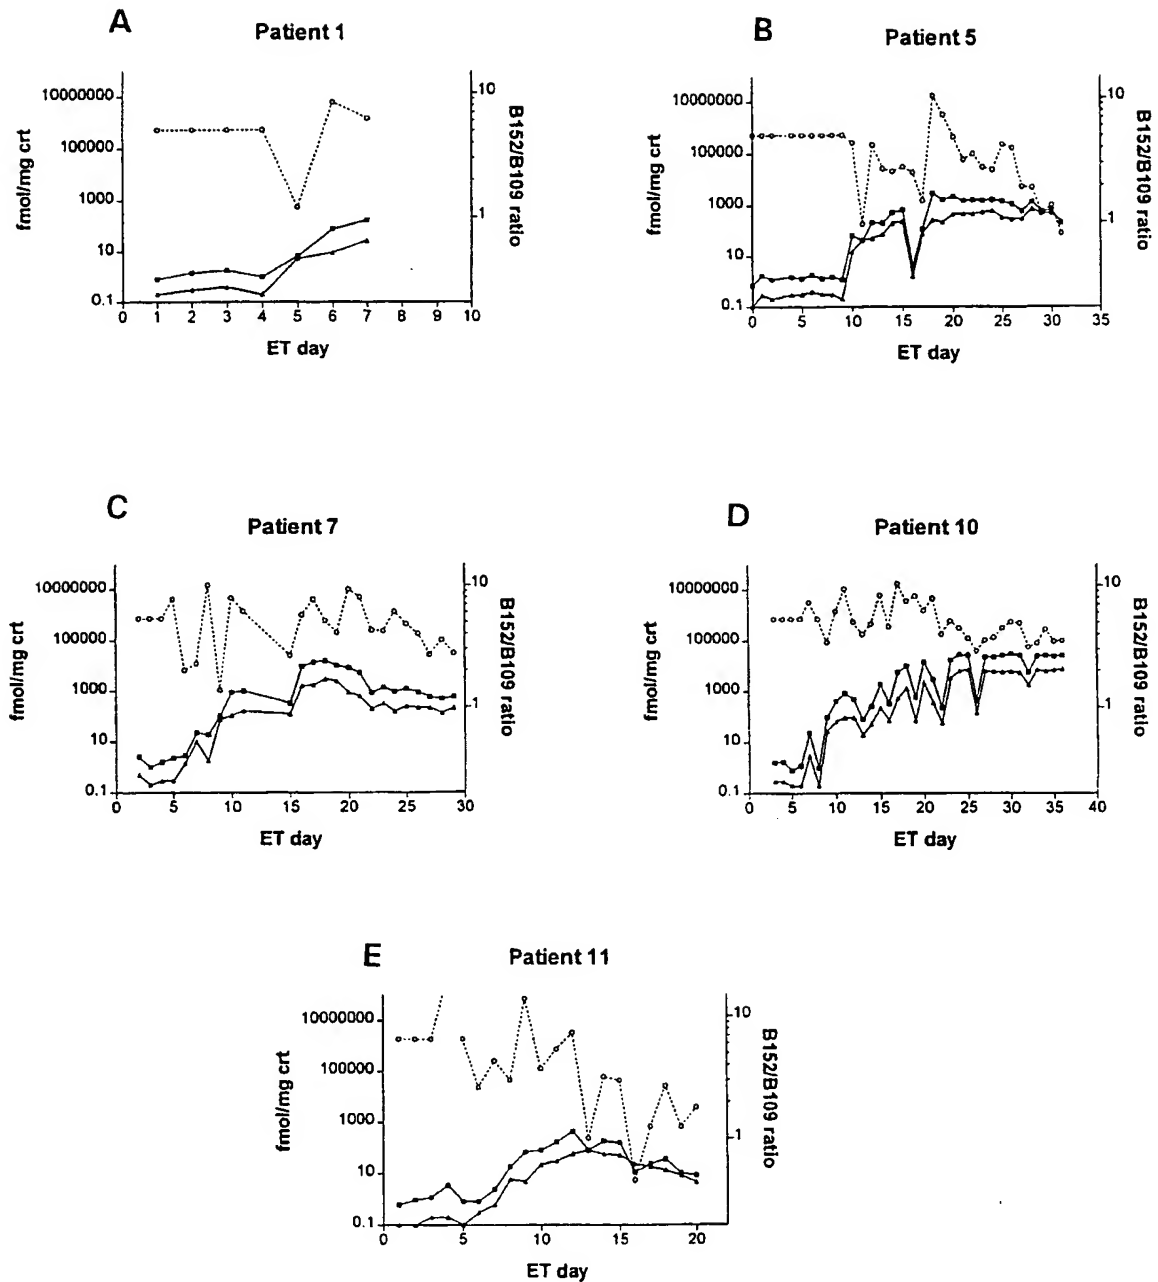 A
Patient 1
10000000
100000
1000
10
0.1
fmol/mg crt
10
1
B152/B109 ratio
0 1 2 3 4 5 6 7 8 9 10
ET day
B
Patient 5
10000000
100000
1000
10
0.1
fmol/mg crt
10
1
B152/B109 ratio
0 5 10 15 20 25 30 35
ET day
C
Patient 7
10000000
100000
1000
10
0.1
fmol/mg crt
10
1
B152/B109 ratio
0 5 10 15 20 25 30
ET day
D
Patient 10
10000000
100000
1000
10
0.1
fmol/mg crt
10
1
B152/B109 ratio
0 5 10 15 20 25 30 35 40
ET day
E
Patient 11
10000000
100000
1000
10
0.1
fmol/mg crt
10
1
B152/B109 ratio
0 5 10 15 20
ET day